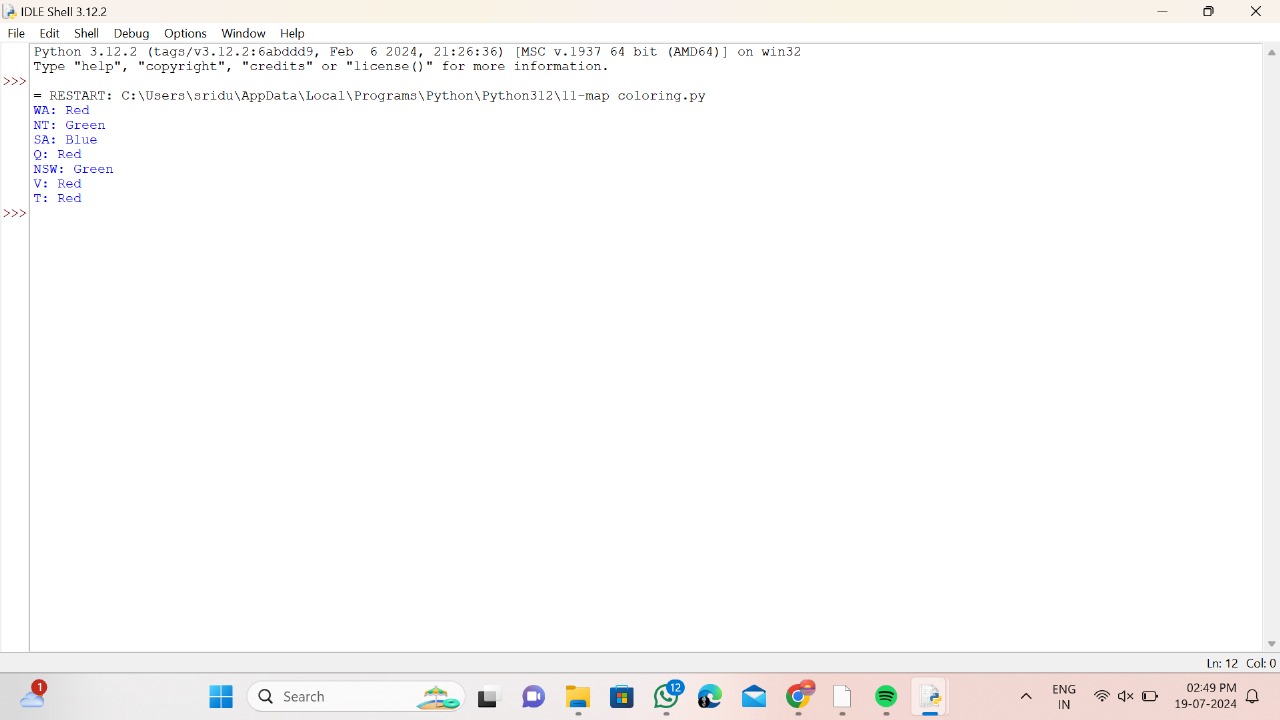 IDLE Shell 3.12.2
File Edit Shell Debug Options Window Help
Python 3.12.2 (tags/v3.12.2:6abddd9, Feb  6 2024, 21:26:36) [MSC v.1937 64 bit (AMD64)] on win32
Type "help", "copyright", "credits" or "license()" for more information.
>>>
= RESTART: C:\Users\sridu\AppData\Local\Programs\Python\Python312\11-map coloring.py
WA: Red
NT: Green
SA: Blue
Q: Red
NSW: Green
V: Red
T: Red
>>>
Ln: 12 Col: 0
1
Search
12
ENG
IN
02:49 PM
19-07-2024